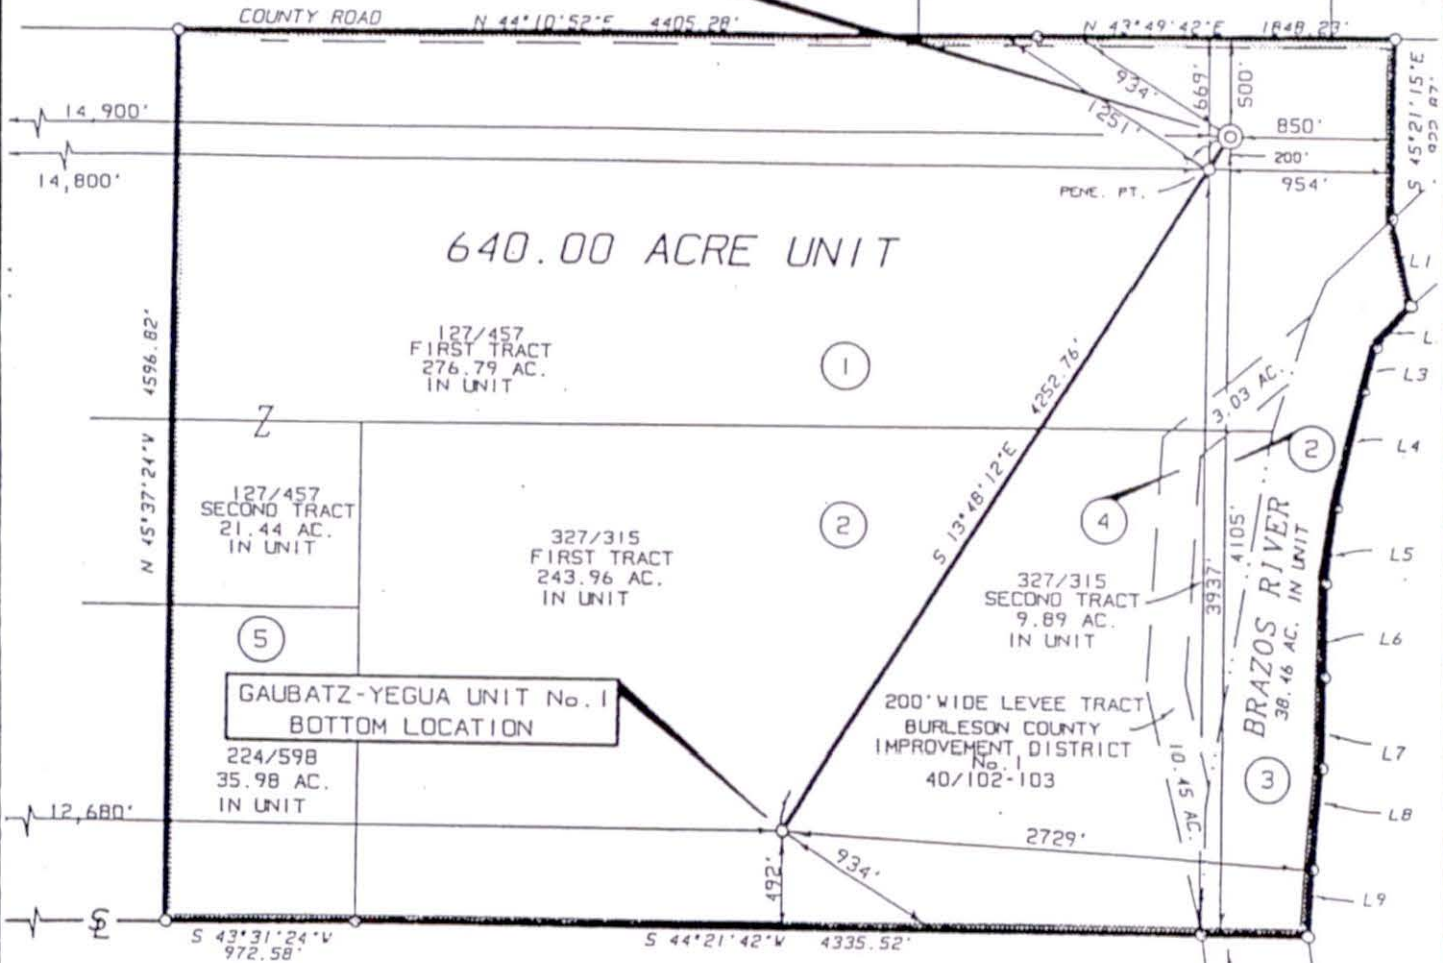 COUNTY ROAD
N 44°10'52"E 4405.28'
N 43°49'42"E 1848.23'
S 45°21'15"E
934'
1251'
669'
500'
14,900'
850'
200'
14,800'
954'
PENE. PT.
640.00 ACRE UNIT
L1
L
L3
L4
L5
L6
L7
L8
L9
N 45°37'24"W 4596.82'
127/457
FIRST TRACT
276.79 AC.
IN UNIT
1
4252.76'
S 13°48'12"E
3.03 AC.
Z
2
127/457
SECOND TRACT
21.44 AC.
IN UNIT
327/315
FIRST TRACT
243.96 AC.
IN UNIT
2
4
327/315
SECOND TRACT
9.89 AC.
IN UNIT
3937'
4105'
BRAZOS RIVER
38.46 AC. IN UNIT
3
5
GAUBATZ-YEGUA UNIT No. 1
BOTTOM LOCATION
224/598
35.98 AC.
IN UNIT
200' WIDE LEVEE TRACT
BURLESON COUNTY
IMPROVEMENT DISTRICT
No. 1
40/102-103
10.45 AC.
12,680'
2729'
492'
934'
S 43°31'24"W
972.58'
S 44°21'42"W 4335.52'